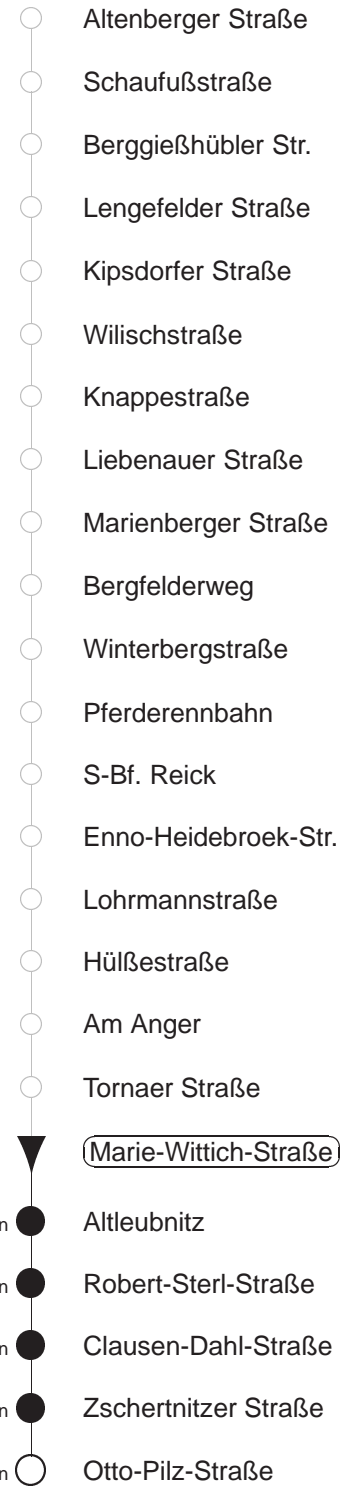 Altenberger Straße
Schaufußstraße
Berggießhübler Str.
Lengefelder Straße
Kipsdorfer Straße
Wilischstraße
Knappestraße
Liebenauer Straße
Marienberger Straße
Bergfelderweg
Winterbergstraße
Pferderennbahn
S-Bf. Reick
Enno-Heidebroek-Str.
Lohrmannstraße
Hülßestraße
Am Anger
Tornaer Straße
Marie-Wittich-Straße
n Altleubnitz
n Robert-Sterl-Straße
n Clausen-Dahl-Straße
n Zschertnitzer Straße
n Otto-Pilz-Straße